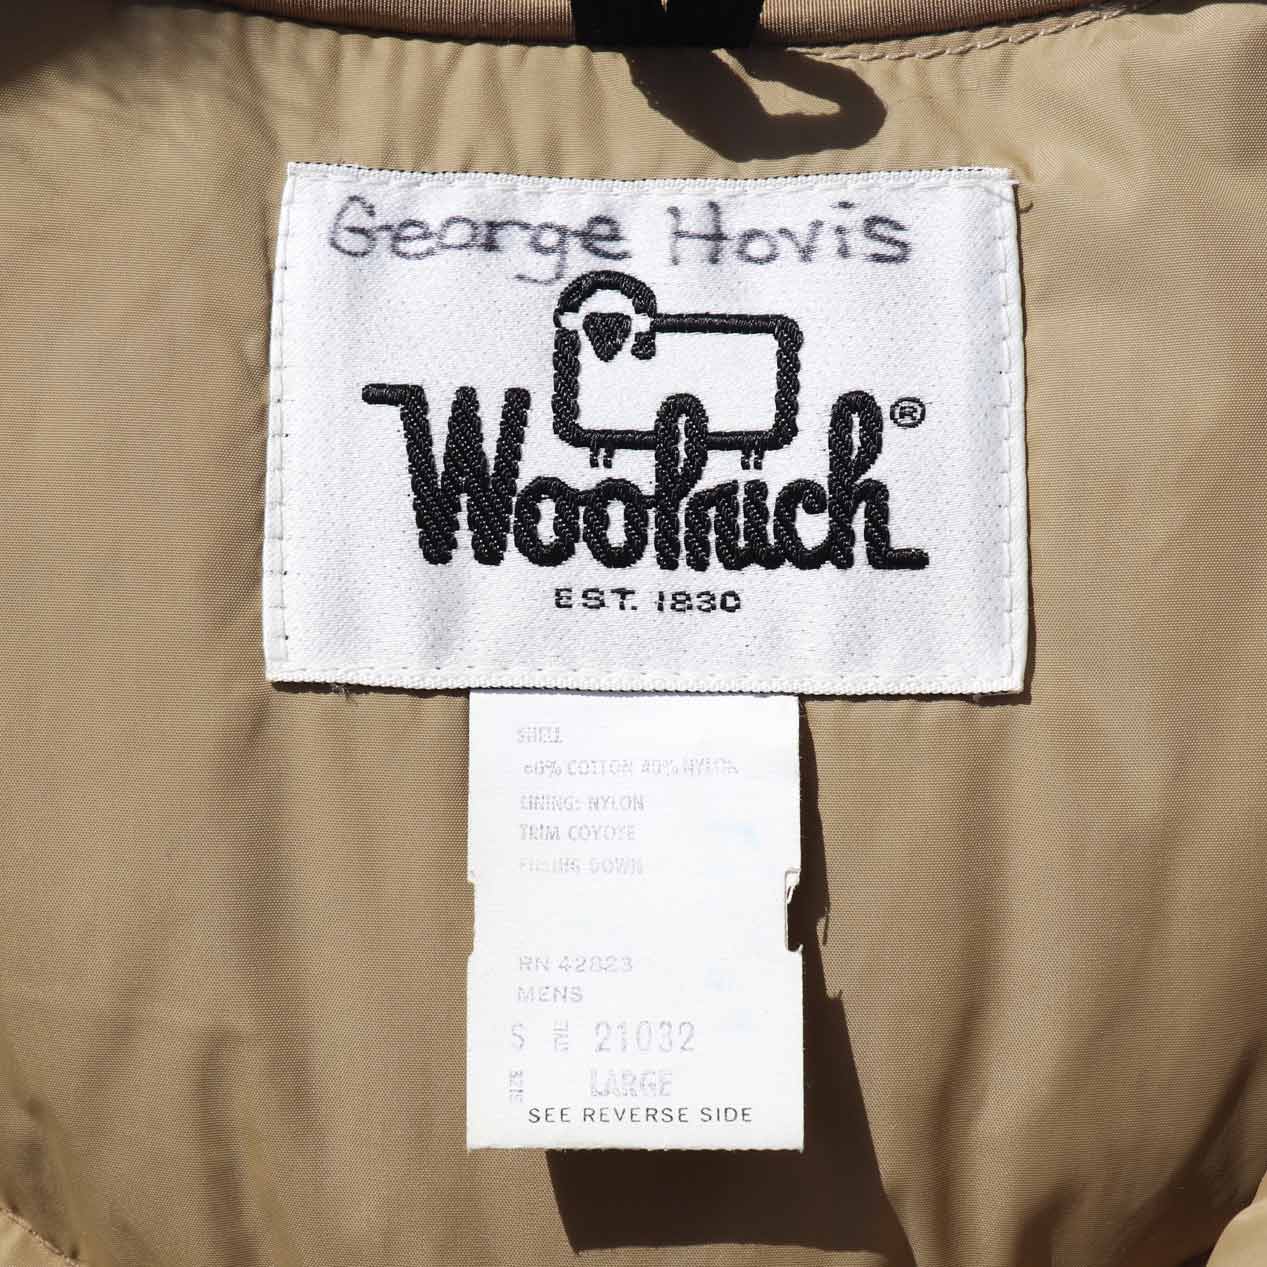 George Hovis
Woolrich®
EST. 1830
SHELL
60% COTTON 40% NYLON
LINING: NYLON
TRIM COYOTE
FILLING DOWN
RN 42823
MENS
21032
SIZE LARGE
SEE REVERSE SIDE